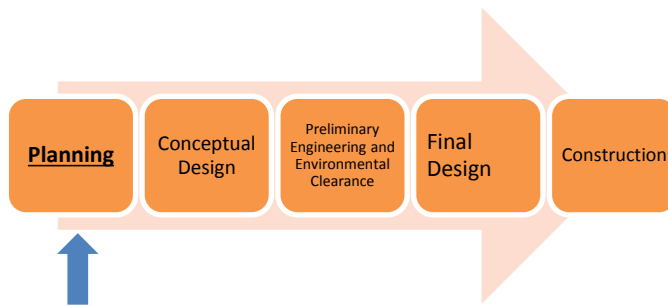 Planning
Conceptual
Design
Preliminary
Engineering and
Environmental
Clearance
Final
Design
Construction